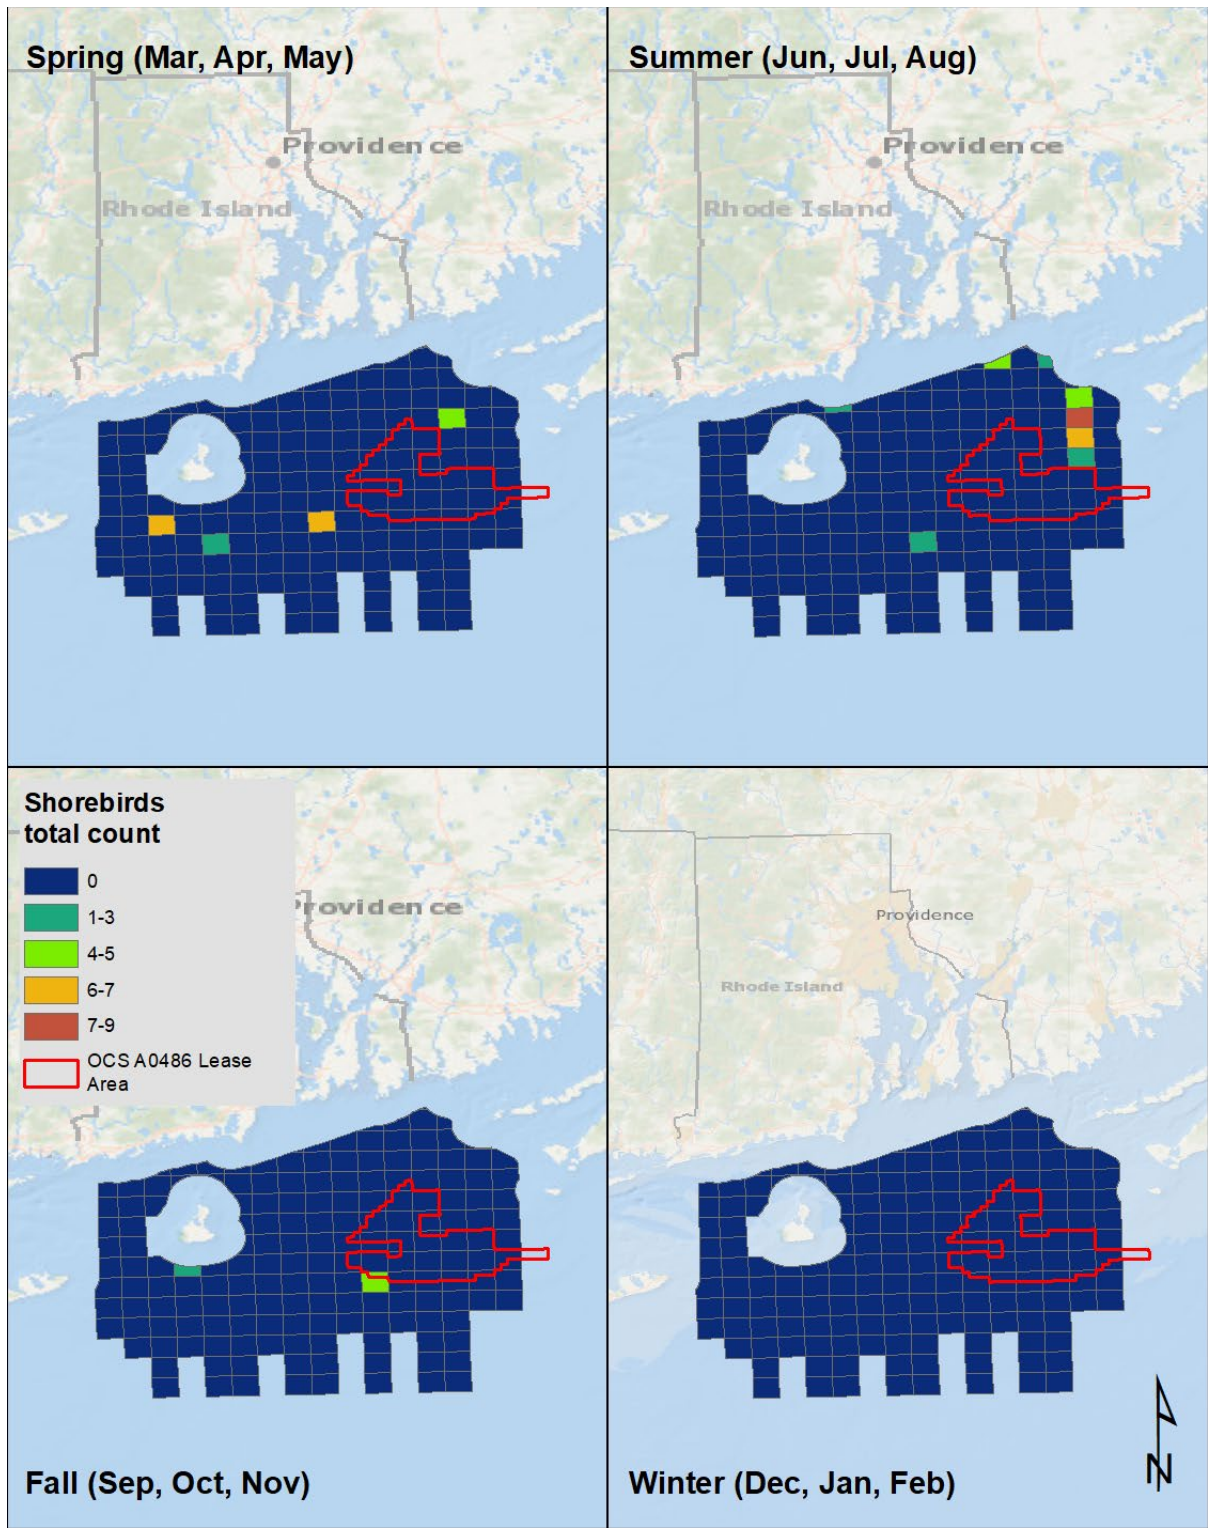 Spring (Mar, Apr, May)
Providence
Rhode Island
Summer (Jun, Jul, Aug)
Providence
Rhode Island
Shorebirds
total count
0
1-3
4-5
6-7
7-9
OCS A0486 Lease
Area
Providence
Fall (Sep, Oct, Nov)
Providence
Rhode Island
Winter (Dec, Jan, Feb)
N